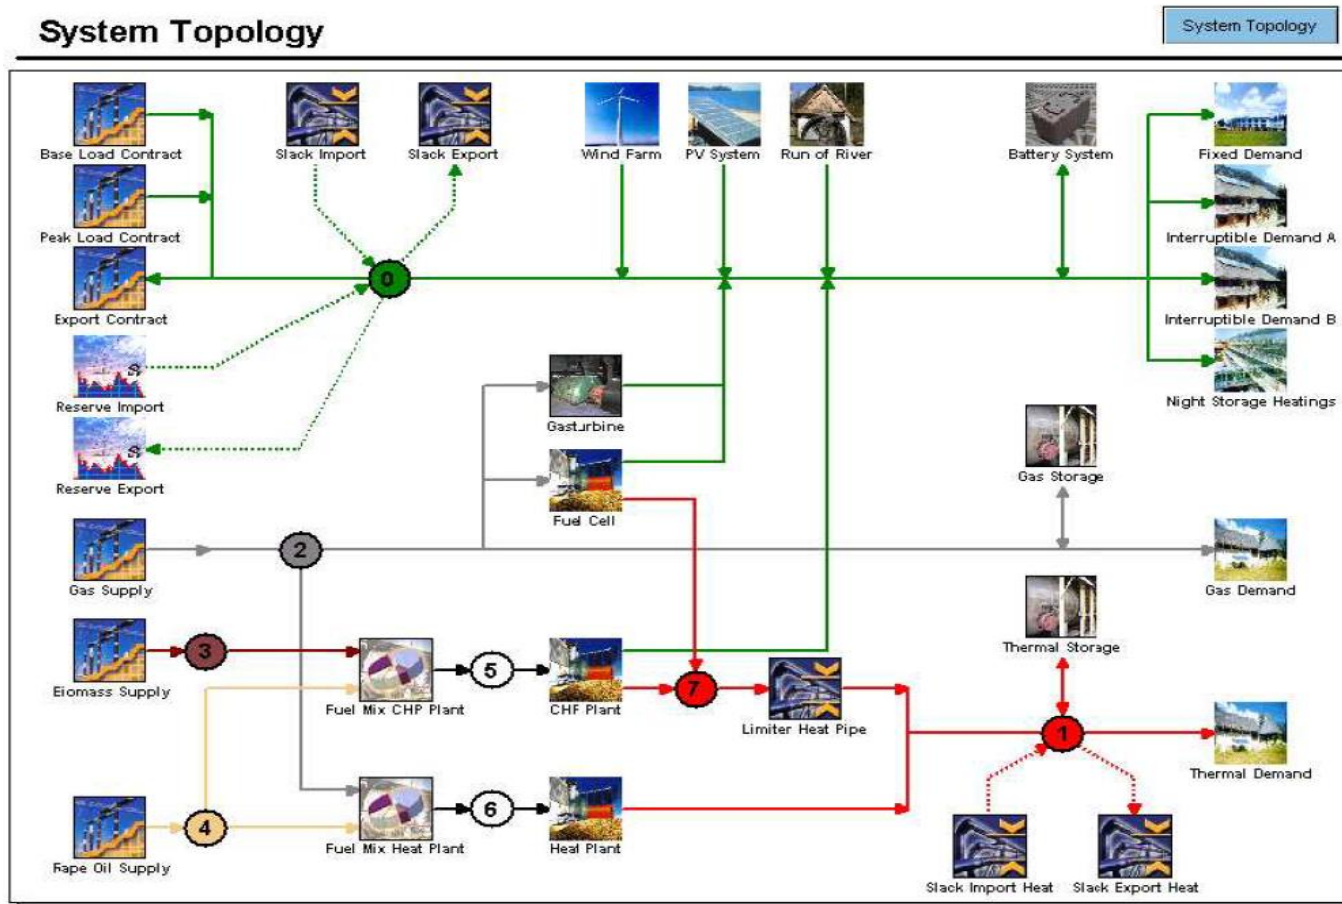 System Topology
System Topology
Base Load Contract
Slack Import
Slack Export
Wind Farm
PV System
Run of River
Battery System
Fixed Demand
Peak Load Contract
Interruptible Demand A
0
Export Contract
Interruptible Demand B
Reserve Import
Night Storage Heatings
Gasturbine
Reserve Export
Gas Storage
Fuel Cell
2
Gas Supply
Gas Demand
3
Thermal Storage
5
Eiomass Supply
Fuel Mix CHP Plant
CHF Plant
7
Limiter Heat Pipe
1
Thermal Demand
4
6
Fuel Mix Heat Plant
Heat Plant
Rape Oil Supply
Slack Import Heat
Slack Export Heat